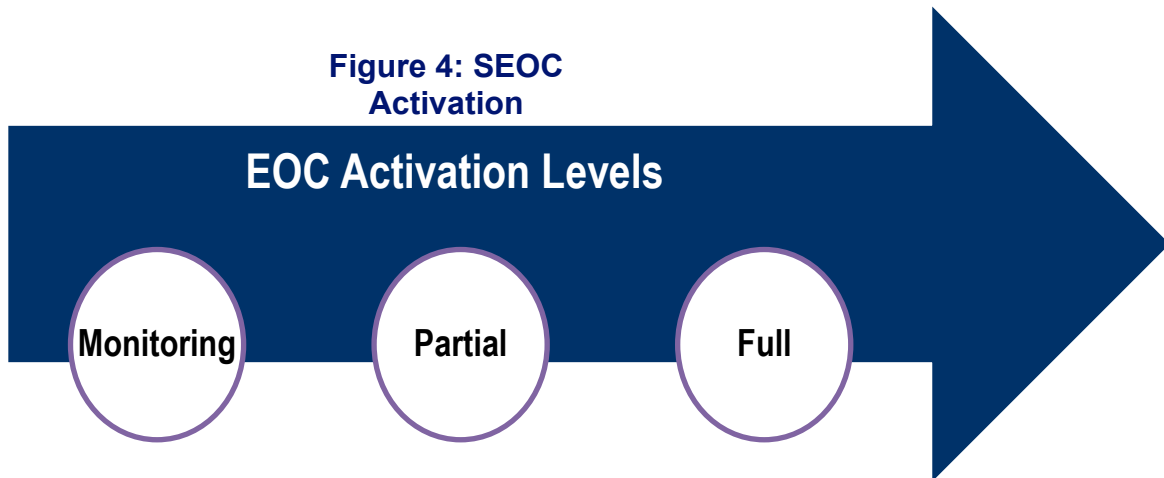 Figure 4: SEOC
Activation
EOC Activation Levels
Monitoring
Partial
Full